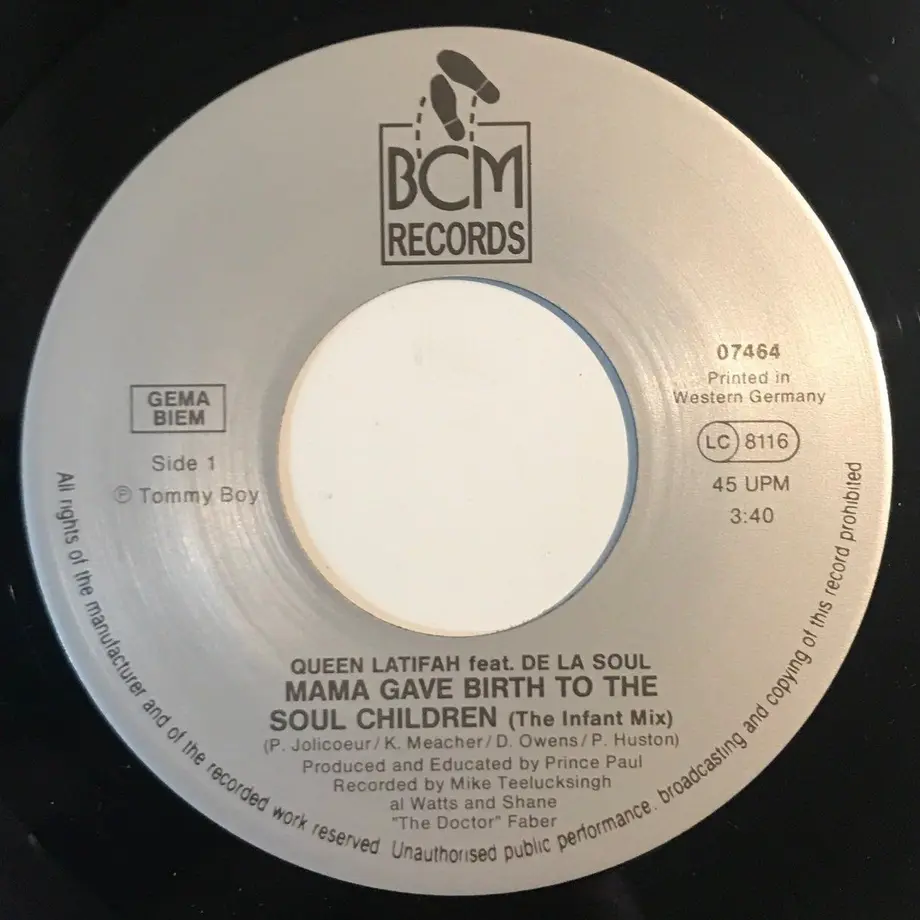 BCM
RECORDS
GEMA
BIEM
Side 1
℗ Tommy Boy
07464
Printed in
Western Germany
LC 8116
45 UPM
3:40
QUEEN LATIFAH feat. DE LA SOUL
MAMA GAVE BIRTH TO THE
SOUL CHILDREN (The Infant Mix)
(P. Jolicoeur/K. Meacher/D. Owens/P. Huston)
Produced and Educated by Prince Paul
Recorded by Mike Teelucksingh
al Watts and Shane
"The Doctor" Faber
All rights of the manufacturer and of the recorded work reserved. Unauthorised public performance. broadcasting and copying of this record prohibited